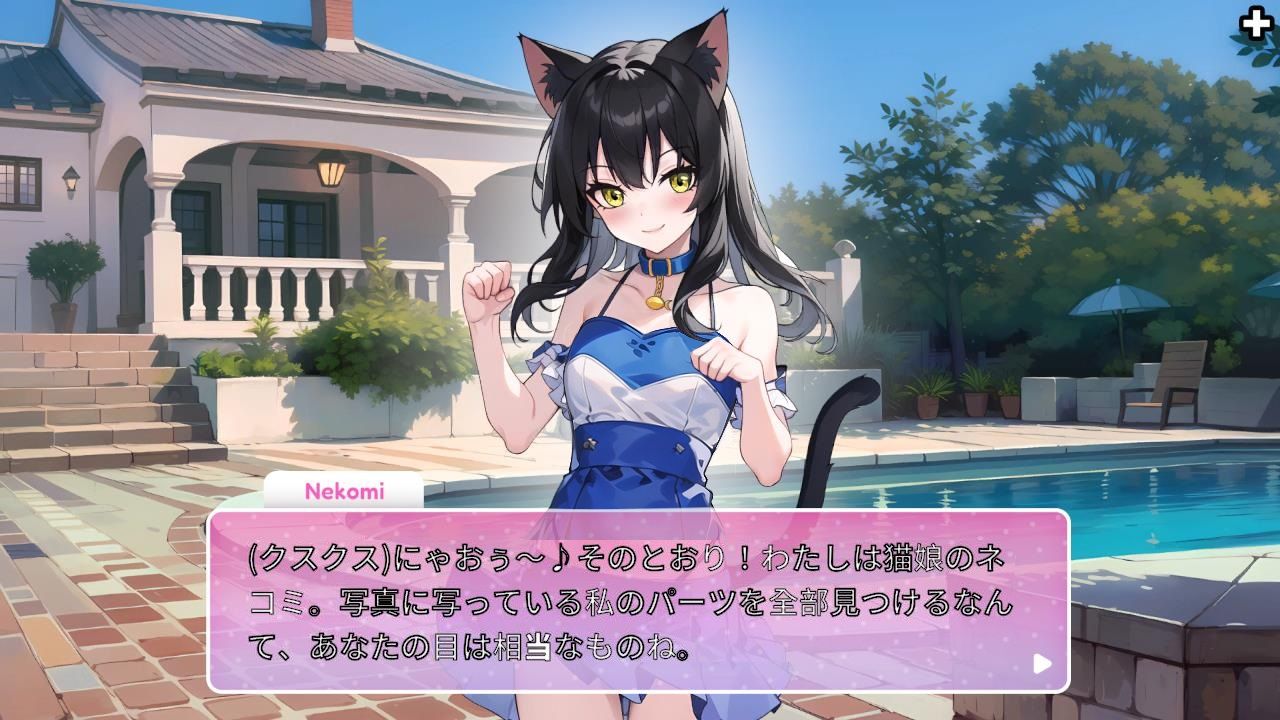 Nekomi
(クスクス)にゃおぅ～♪そのとおり！わたしは猫娘のネ
コミ。写真に写っている私のパーツを全部見つけるなん
て、あなたの目は相当なものね。